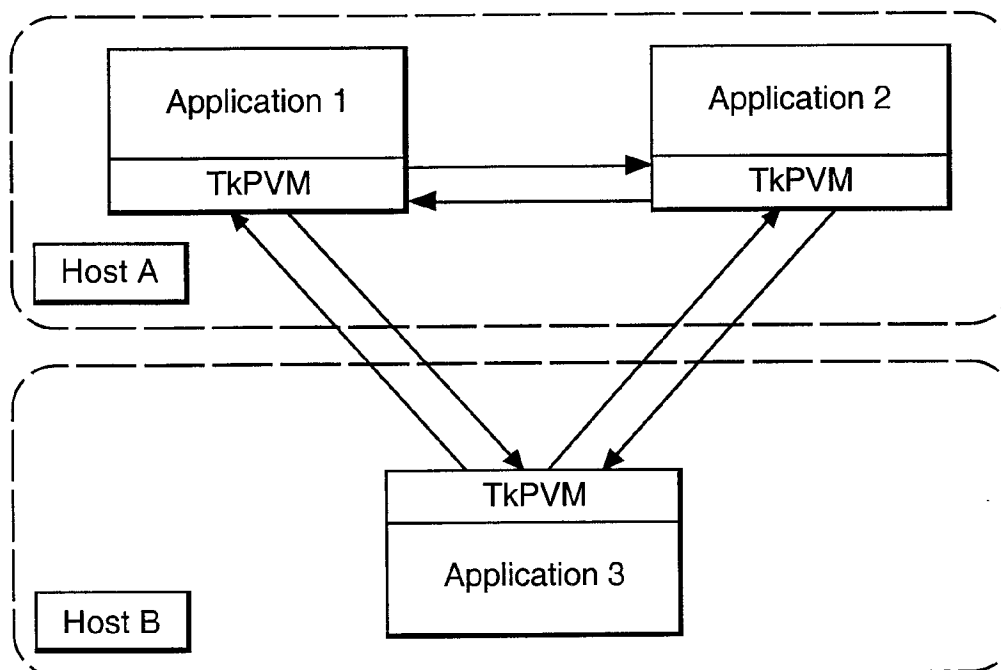 Application 1
Application 2
TkPVM
TkPVM
Host A
TkPVM
Application 3
Host B